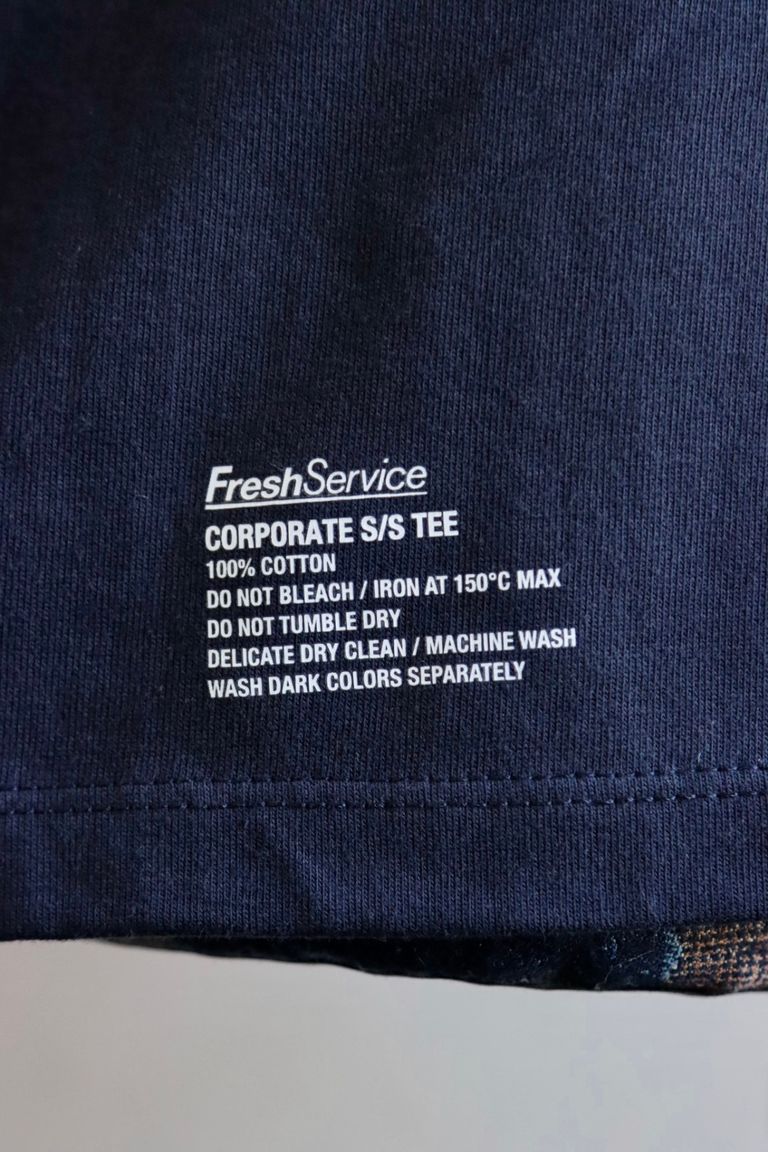 FreshService
CORPORATE S/S TEE
100% COTTON
DO NOT BLEACH / IRON AT 150°C MAX
DO NOT TUMBLE DRY
DELICATE DRY CLEAN / MACHINE WASH
WASH DARK COLORS SEPARATELY